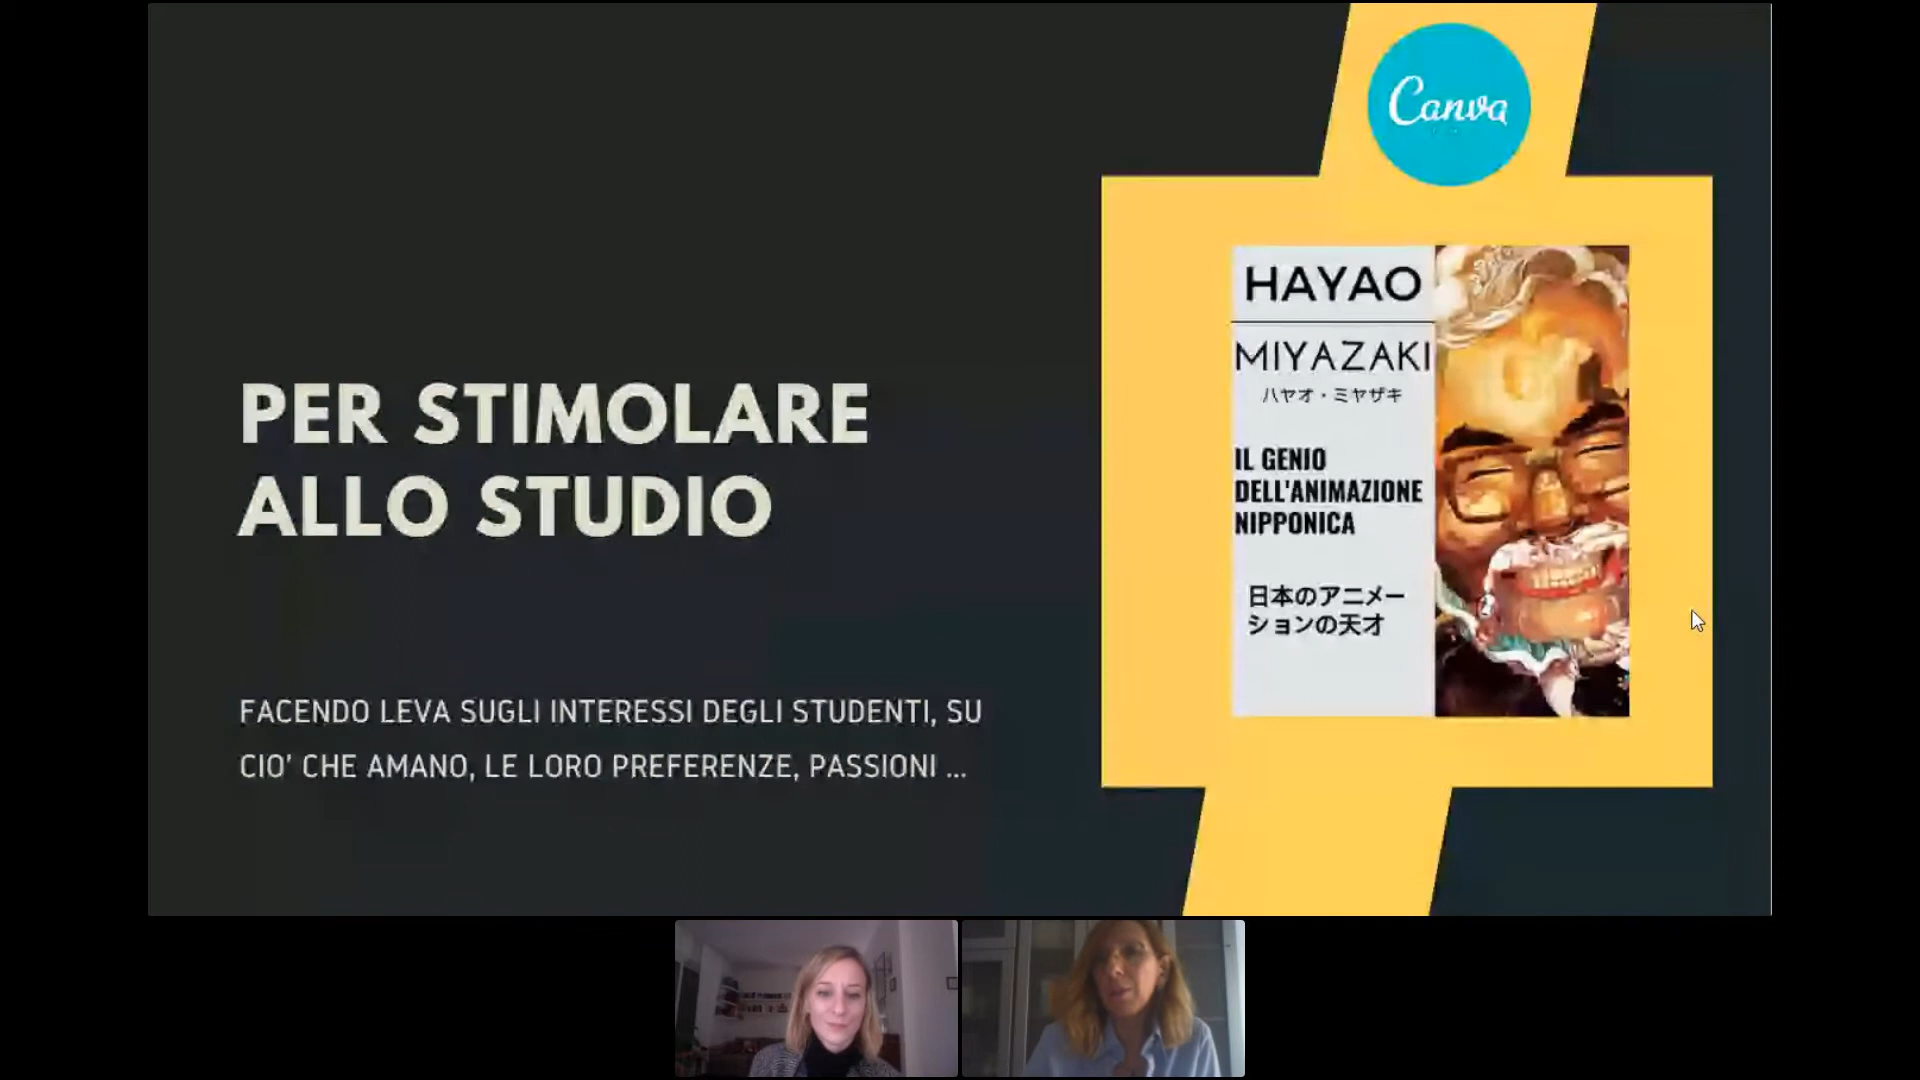 Canva
HAYAO
MIYAZAKI
ハヤオ・ミヤザキ
IL GENIO
DELL'ANIMAZIONE
NIPPONICA
日本のアニメー
ションの天才
PER STIMOLARE
ALLO STUDIO
FACENDO LEVA SUGLI INTERESSI DEGLI STUDENTI, SU
CIO' CHE AMANO, LE LORO PREFERENZE, PASSIONI ...